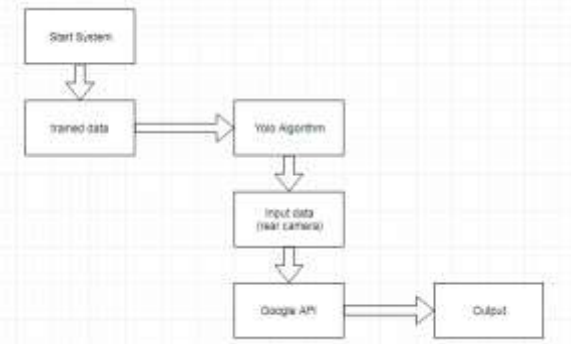 Start System
trained data
Yolo Algorithm
Input data
(rear camera)
Google API
Output